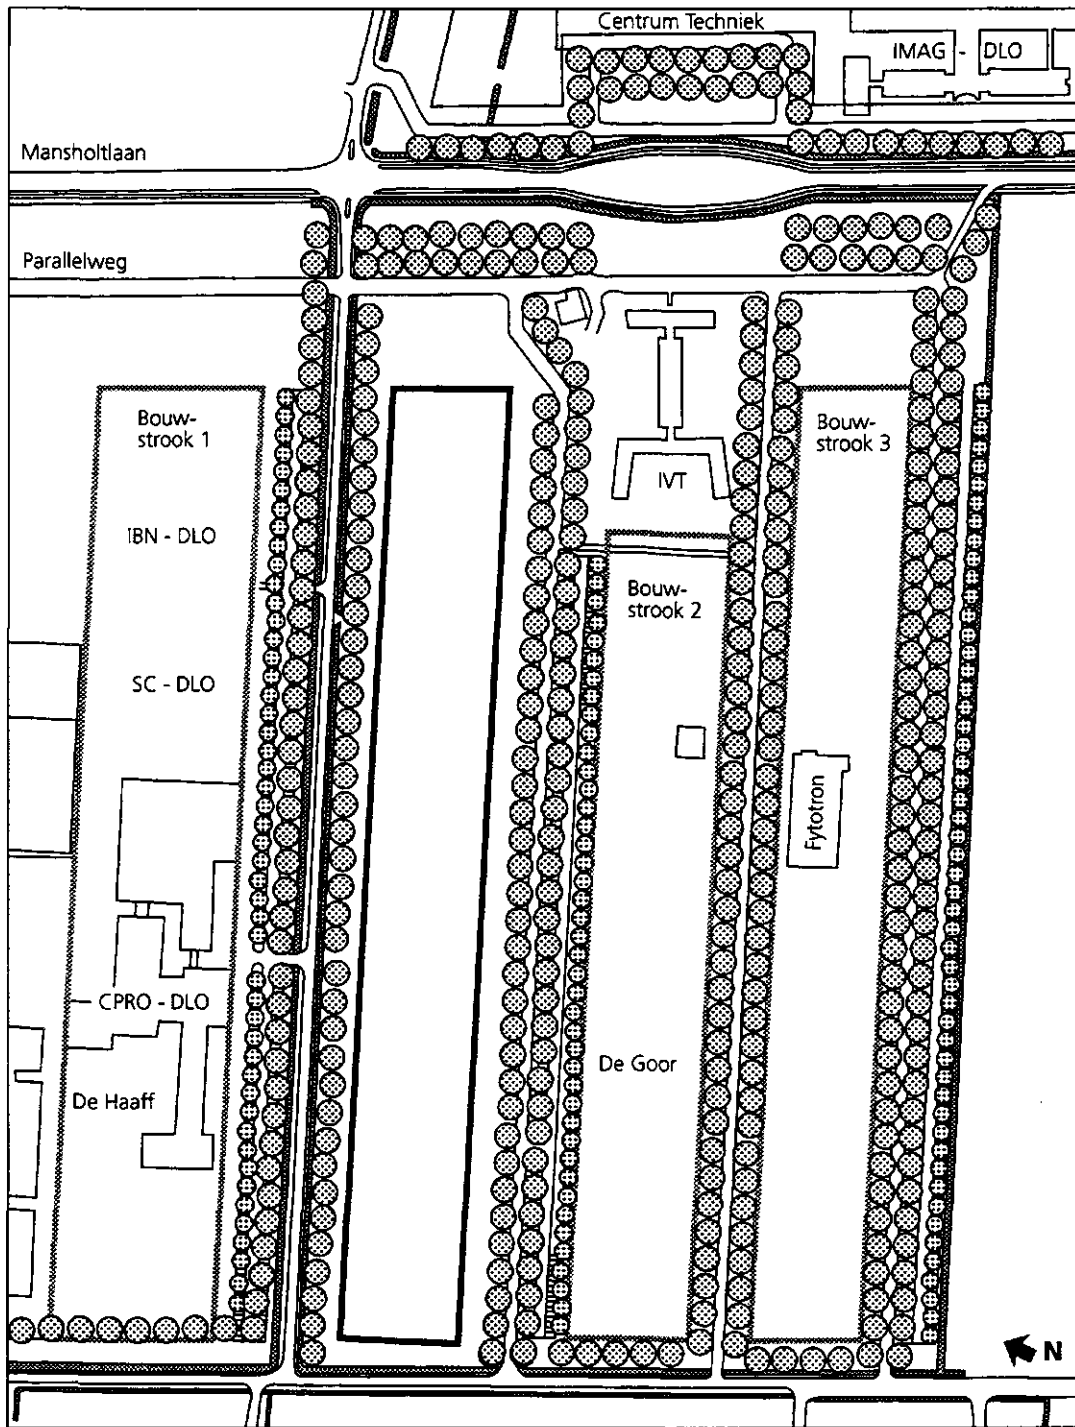 Centrum Techniek
IMAG - DLO
Mansholtlaan
Parallelweg
Bouw-
strook 1
Bouw-
strook 3
IVT
IBN - DLO
Bouw-
strook 2
SC - DLO
Fytotron
CPRO - DLO
De Goor
De Haaff
N